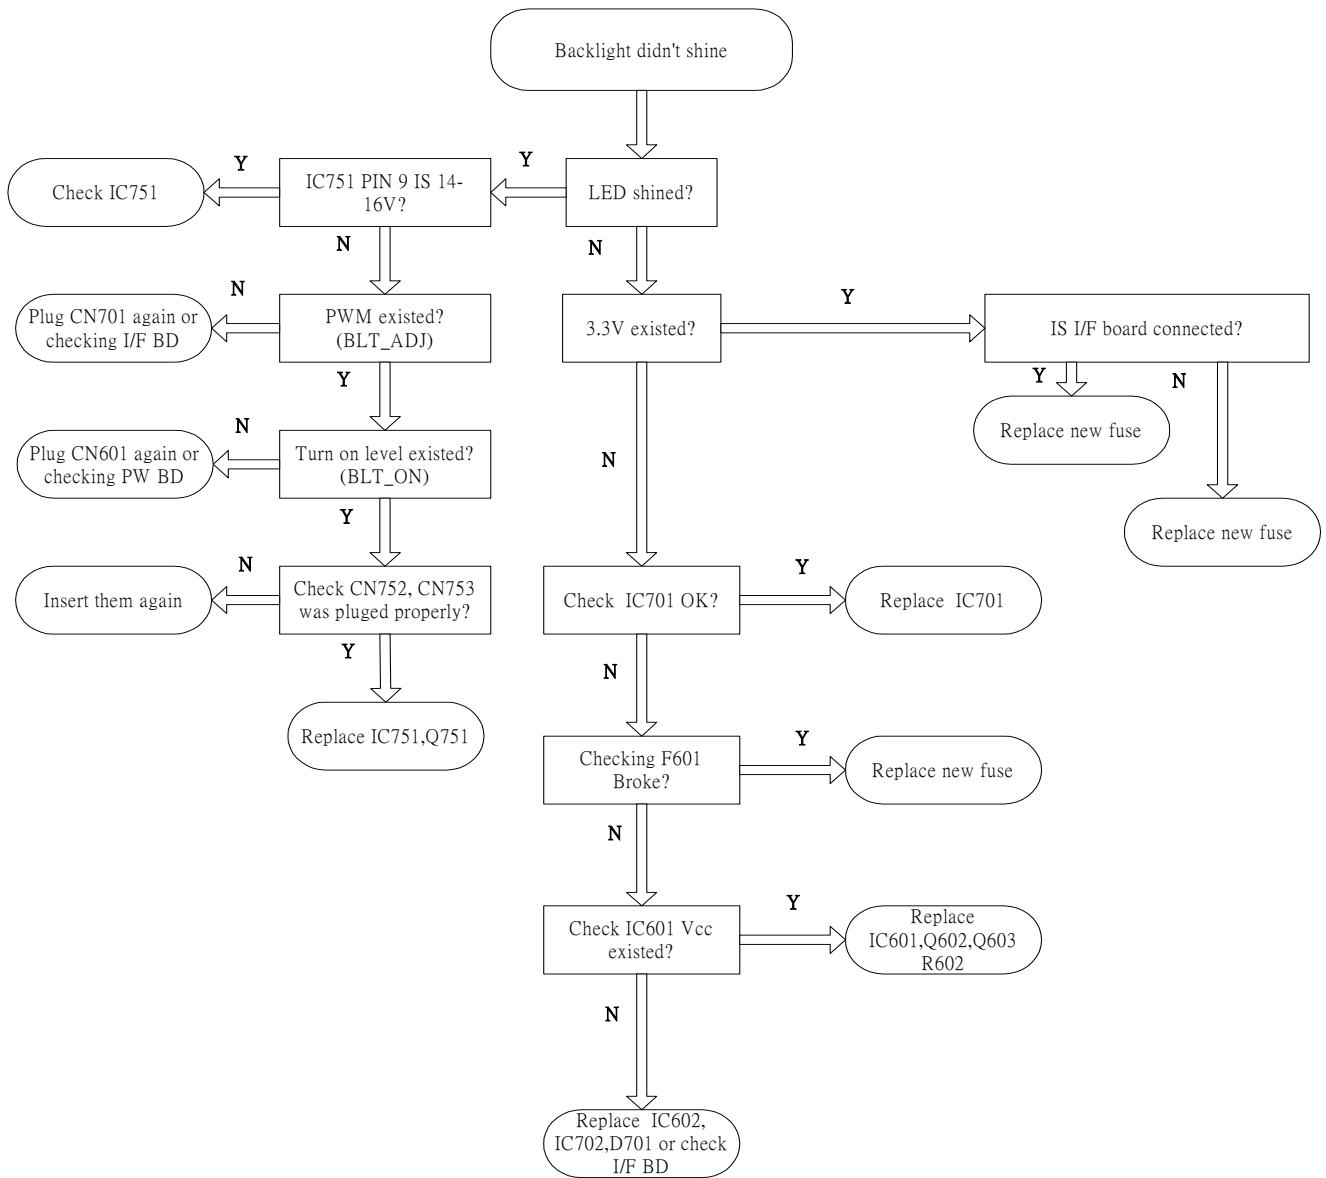 Backlight didn't shine
Y
Y
Check IC751
IC751 PIN 9 IS 14-
16V?
LED shined?
N
N
N
Y
Plug CN701 again or
checking I/F BD
PWM existed?
(BLT_ADJ)
3.3V existed?
IS I/F board connected?
Y
Y
N
N
Replace new fuse
Plug CN601 again or
checking PW BD
Turn on level existed?
(BLT_ON)
N
Y
Replace new fuse
N
Y
Insert them again
Check CN752, CN753
was pluged properly?
Check  IC701 OK?
Replace  IC701
Y
N
Replace IC751,Q751
Y
Checking F601
Broke?
Replace new fuse
N
Y
Check IC601 Vcc
existed?
Replace
IC601,Q602,Q603
R602
N
Replace  IC602,
IC702,D701 or check
I/F BD